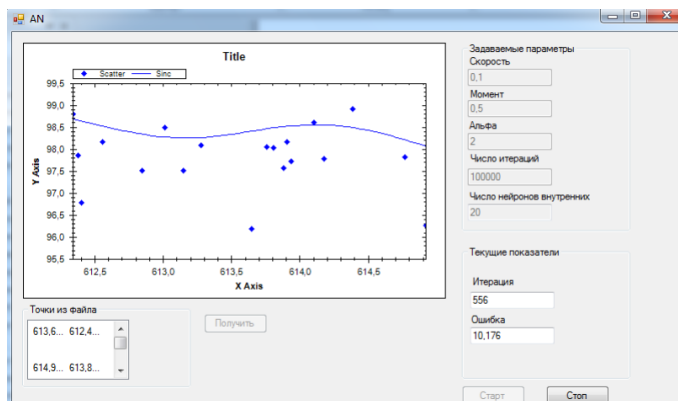 AN
Title
Scatter Sinc
99,5
99,0
98,5
98,0
97,5
97,0
96,5
96,0
95,5
Y Axis
612,5 613,0 613,5 614,0 614,5
X Axis
Точки из файла
613,6... 612,4...
614,9... 613,8...
Получить
Задаваемые параметры
Скорость
0,1
Момент
0,5
Альфа
2
Число итераций
100000
Число нейронов внутренних
20
Текущие показатели
Итерация
556
Ошибка
10,176
Старт Стоп